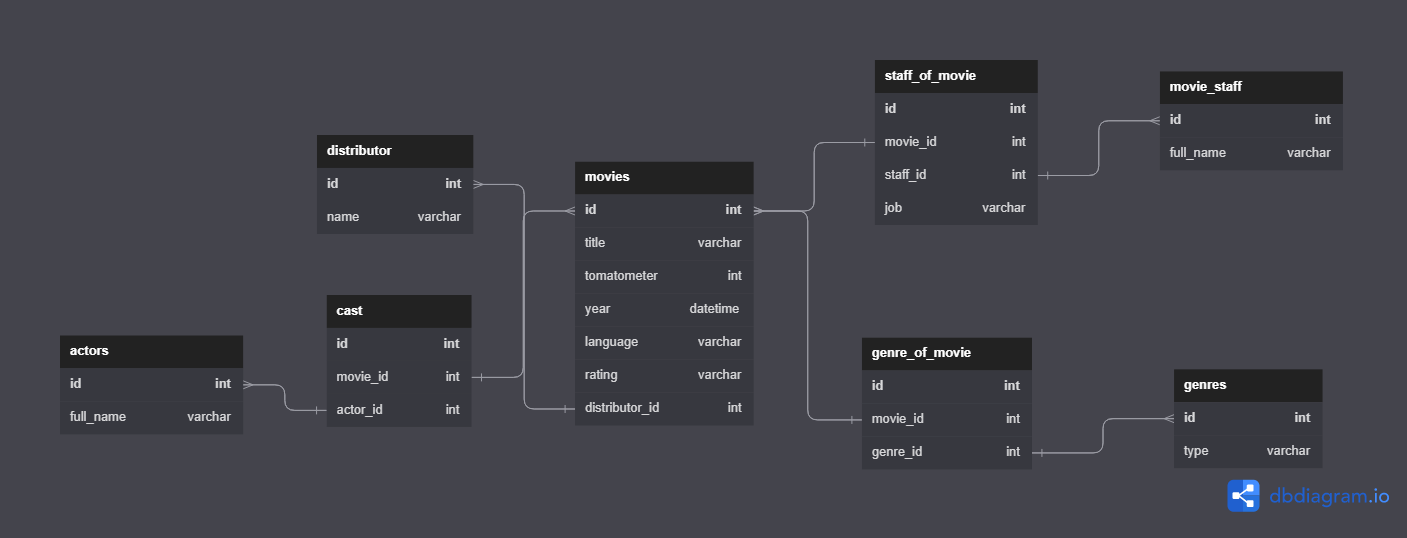 distributor
id int
name varchar
actors
id int
full_name varchar
cast
id int
movie_id int
actor_id int
movies
id int
title varchar
tomatometer int
year datetime
language varchar
rating varchar
distributor_id int
staff_of_movie
id int
movie_id int
staff_id int
job varchar
movie_staff
id int
full_name varchar
genre_of_movie
id int
movie_id int
genre_id int
genres
id int
type varchar
dbdiagram.io